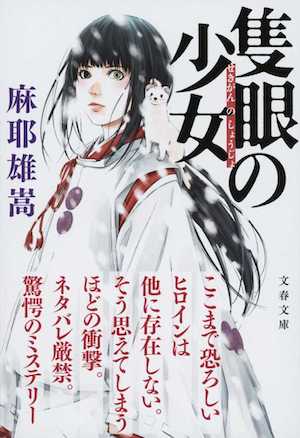 隻眼の
少女
せきがんのしょうじょ
麻耶雄嵩
文春文庫
ここまで恐ろしい
ヒロインは
他に存在しない。
そう思えてしまう
ほどの衝撃。
ネタバレ厳禁。
驚愕のミステリー